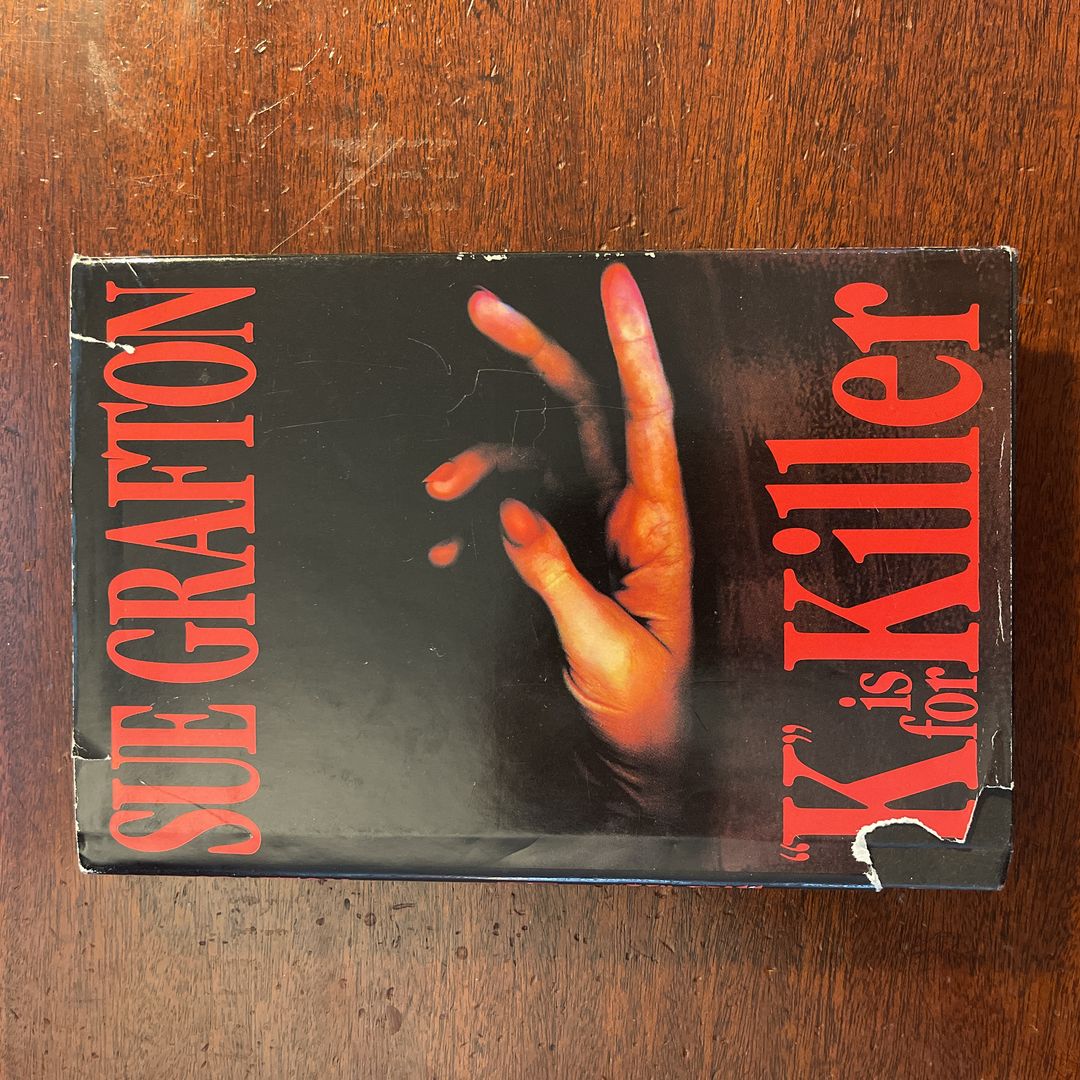 SUE GRAFTON
“K”
is
for
Killer